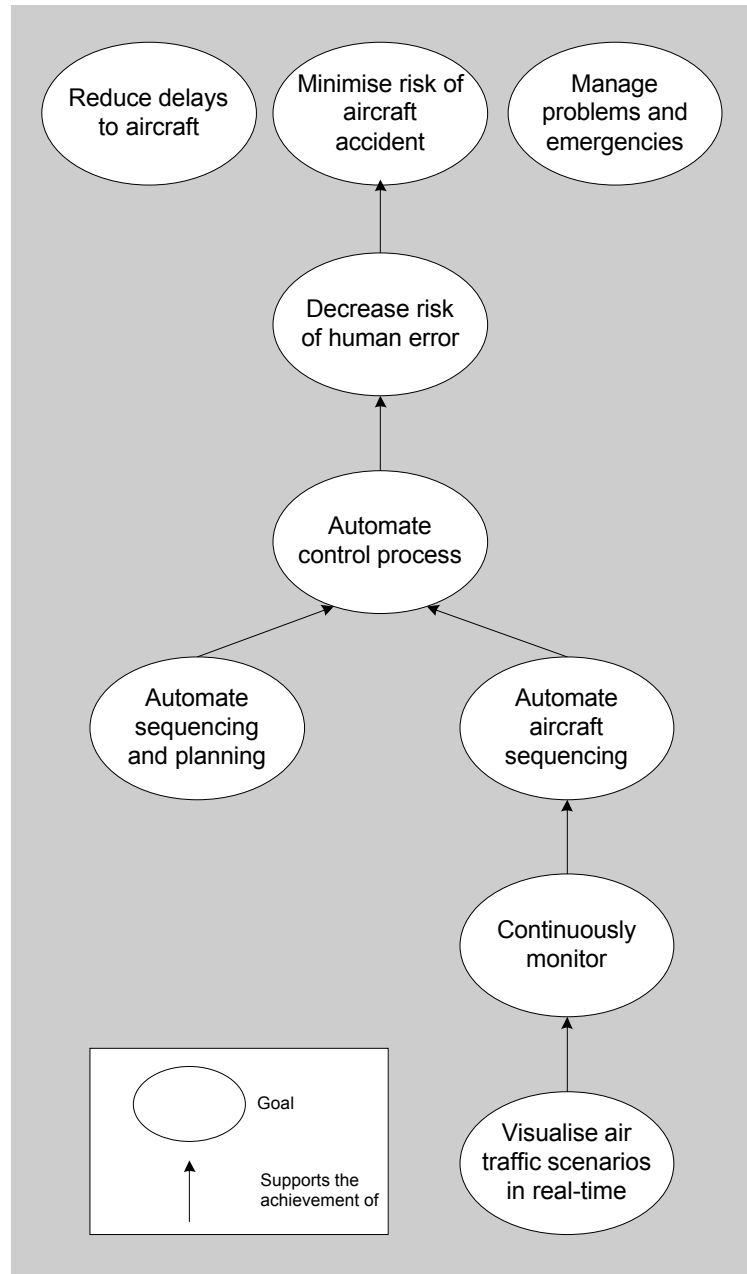 Reduce delays
to aircraft
Minimise risk of
aircraft
accident
Manage
problems and
emergencies
Decrease risk
of human error
Automate
control process
Automate
sequencing
and planning
Automate
aircraft
sequencing
Continuously
monitor
Visualise air
traffic scenarios
in real-time
Goal
Supports the
achievement of